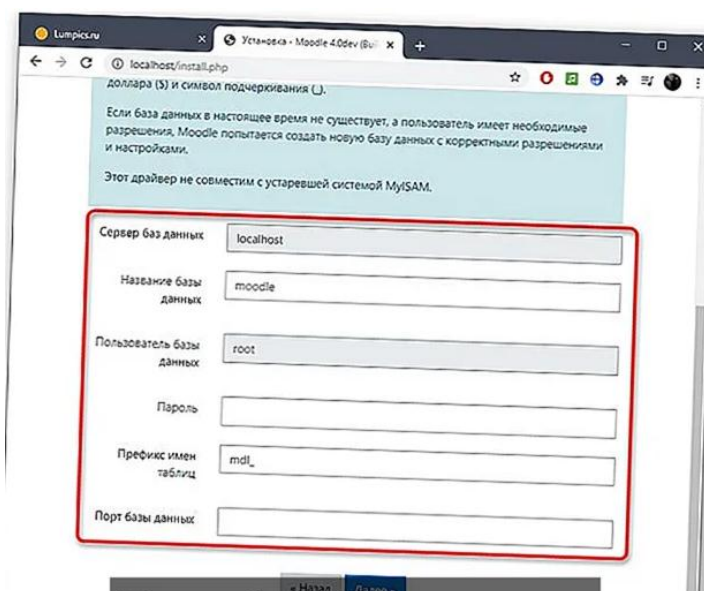 Lumpics.ru
Установка - Moodle 4.0dev (Bui
localhost/install.php
доллара ($) и символ подчеркивания (_).
Если база данных в настоящее время не существует, а пользователь имеет необходимые
разрешения, Moodle попытается создать новую базу данных с корректными разрешениями
и настройками.
Этот драйвер не совместим с устаревшей системой MyISAM.
Сервер баз данных
localhost
Название базы
данных
moodle
Пользователь базы
данных
root
Пароль
Префикс имен
таблиц
mdl_
Порт базы данных
« Назад
Далее »